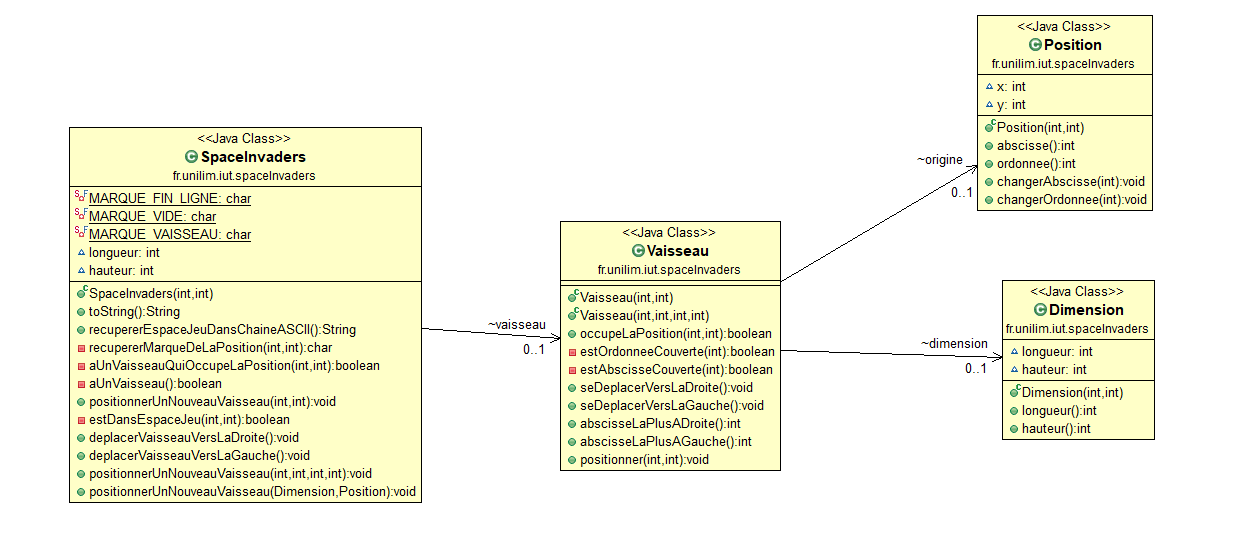 <<Java Class>>
SpaceInvaders
fr.unilim.iut.spaceInvaders
MARQUE_FIN_LIGNE: char
MARQUE_VIDE: char
MARQUE_VAISSEAU: char
longueur: int
hauteur: int
SpaceInvaders(int,int)
toString():String
recupererEspaceJeuDansChaineASCII():String
recupererMarqueDeLaPosition(int,int):char
aUnVaisseauQuiOccupeLaPosition(int,int):boolean
aUnVaisseau():boolean
positionnerUnNouveauVaisseau(int,int):void
estDansEspaceJeu(int,int):boolean
deplacerVaisseauVersLaDroite():void
deplacerVaisseauVersLaGauche():void
positionnerUnNouveauVaisseau(int,int,int,int):void
positionnerUnNouveauVaisseau(Dimension,Position):void
~vaisseau
0..1
<<Java Class>>
Vaisseau
fr.unilim.iut.spaceInvaders
Vaisseau(int,int)
Vaisseau(int,int,int,int)
occupeLaPosition(int,int):boolean
estOrdonneeCouverte(int):boolean
estAbscisseCouverte(int):boolean
seDeplacerVersLaDroite():void
seDeplacerVersLaGauche():void
abscisseLaPlusADroite():int
abscisseLaPlusAGauche():int
positionner(int,int):void
~origine
0..1
<<Java Class>>
Position
fr.unilim.iut.spaceInvaders
x: int
y: int
Position(int,int)
abscisse():int
ordonnee():int
changerAbscisse(int):void
changerOrdonnee(int):void
~dimension
0..1
<<Java Class>>
Dimension
fr.unilim.iut.spaceInvaders
longueur: int
hauteur: int
Dimension(int,int)
longueur():int
hauteur():int